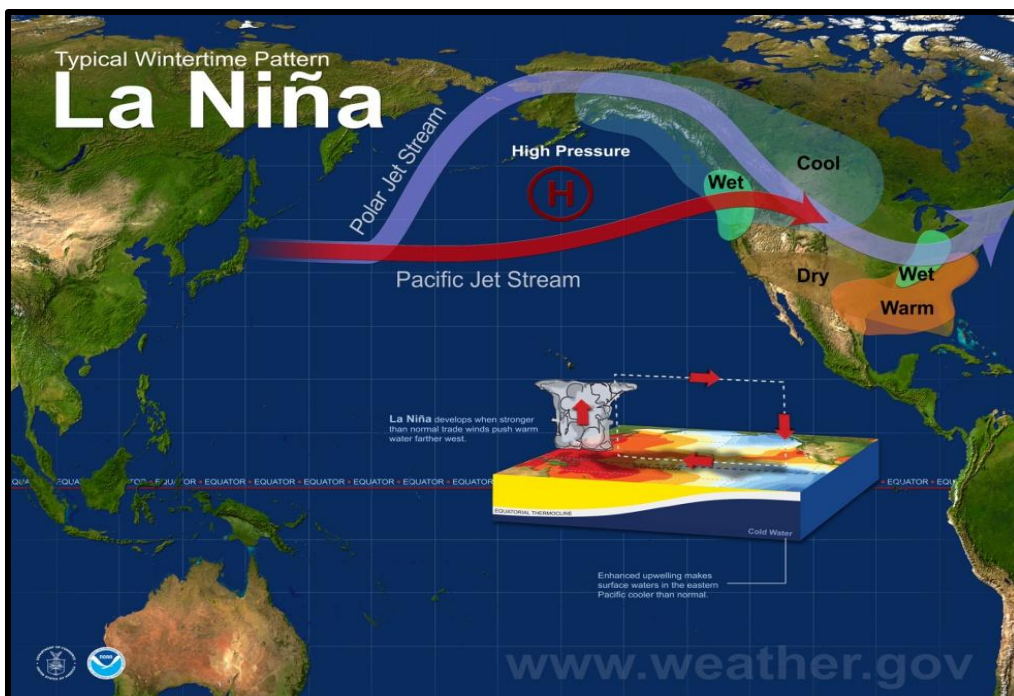 Typical Wintertime Pattern
La Niña
Polar Jet Stream
High Pressure
H
Cool
Wet
Pacific Jet Stream
Dry
Wet
Warm
La Niña develops when stronger
than normal trade winds push warm
water farther west.
EQUATOR • EQUATOR • EQUATOR • EQUATOR • EQUATOR • EQUATOR
EQUATORIAL THERMOCLINE
Cold Water
Enhanced upwelling makes
surface waters in the eastern
Pacific cooler than normal.
NOAA
www.weather.gov